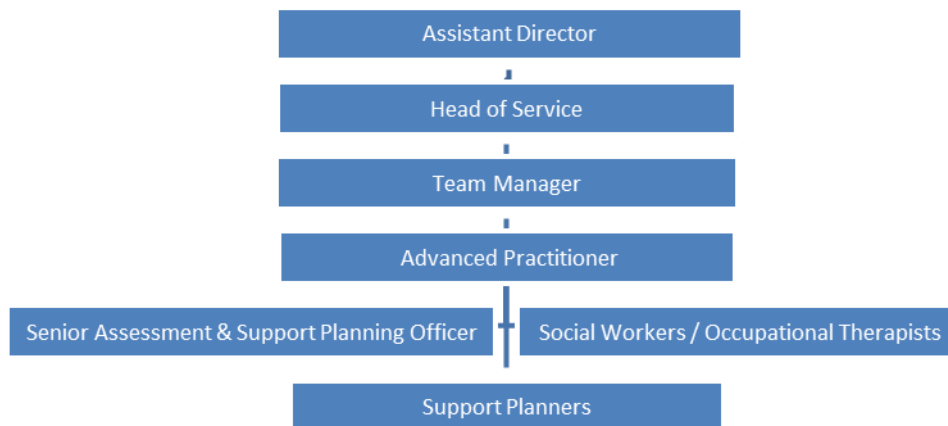 Assistant Director
Head of Service
Team Manager
Advanced Practitioner
Senior Assessment & Support Planning Officer
Social Workers / Occupational Therapists
Support Planners